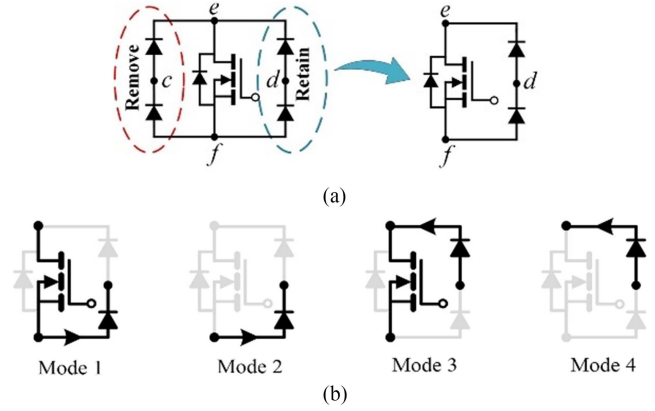 e
e
Remove
c
d
Retain
d
f
f
(a)
Mode 1
Mode 2
Mode 3
Mode 4
(b)